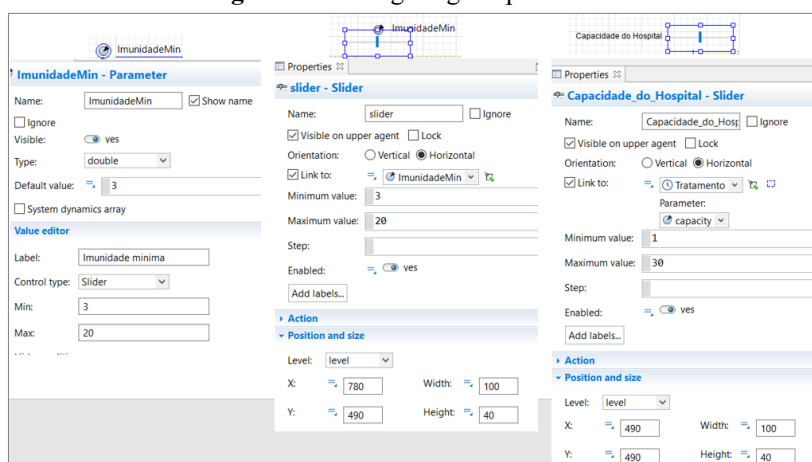 ImunidadeMin
ImunidadeMin - Parameter
Name: ImunidadeMin Show name
Ignore
Visible: yes
Type: double
Default value: 3
System dynamics array
Value editor
Label: Imunidade minima
Control type: Slider
Min: 3
Max: 20
ImunidadeMin
Properties
slider - Slider
Name: slider Ignore
Visible on upper agent Lock
Orientation: Vertical Horizontal
Link to: ImunidadeMin
Minimum value: 3
Maximum value: 20
Step:
Enabled: yes
Add labels...
Action
Position and size
Level: level
X: 780 Width: 100
Y: 490 Height: 40
Capacidade do Hospital
Properties
Capacidade_do_Hospital - Slider
Name: Capacidade_do_Hosp Ignore
Visible on upper agent Lock
Orientation: Vertical Horizontal
Link to: Tratamento
Parameter:
capacity
Minimum value: 1
Maximum value: 30
Step:
Enabled: yes
Add labels...
Action
Position and size
Level: level
X: 490 Width: 100
Y: 490 Height: 40